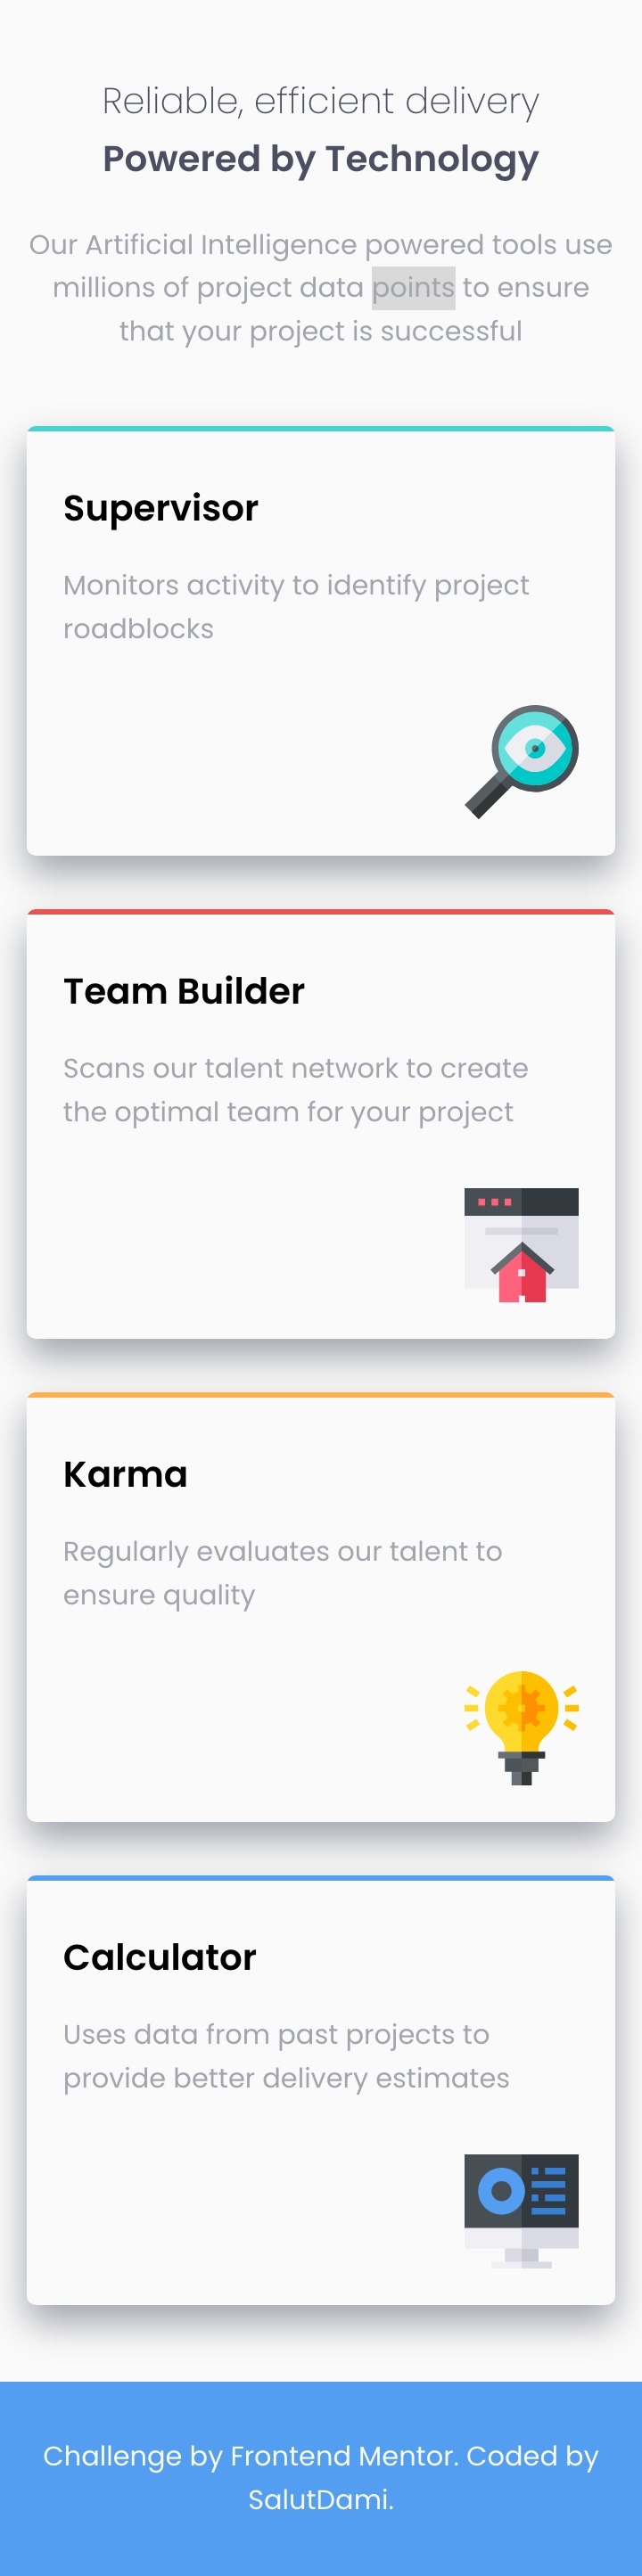 Reliable, efficient delivery
Powered by Technology
Our Artificial Intelligence powered tools use
millions of project data points to ensure
that your project is successful
Supervisor
Monitors activity to identify project
roadblocks
Team Builder
Scans our talent network to create
the optimal team for your project
Karma
Regularly evaluates our talent to
ensure quality
Calculator
Uses data from past projects to
provide better delivery estimates
Challenge by Frontend Mentor. Coded by
SalutDami.